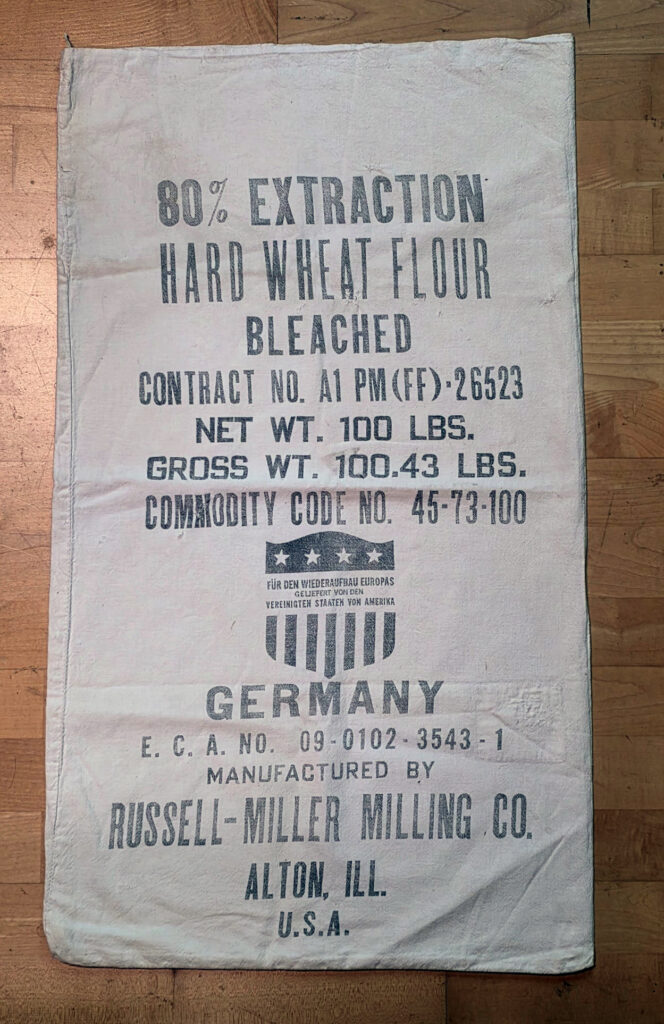 80% EXTRACTION
HARD WHEAT FLOUR
BLEACHED
CONTRACT NO. A1 PM(FF)-26523
NET WT. 100 LBS.
GROSS WT. 100.43 LBS.
COMMODITY CODE NO. 45-73-100
FÜR DEN WIEDERAUFBAU EUROPAS
GELIEFERT VON DEN
VEREINIGTEN STAATEN VON AMERIKA
GERMANY
E. C. A. NO. 09-0102-3543-1
MANUFACTURED BY
RUSSELL-MILLER MILLING CO.
ALTON, ILL.
U.S.A.